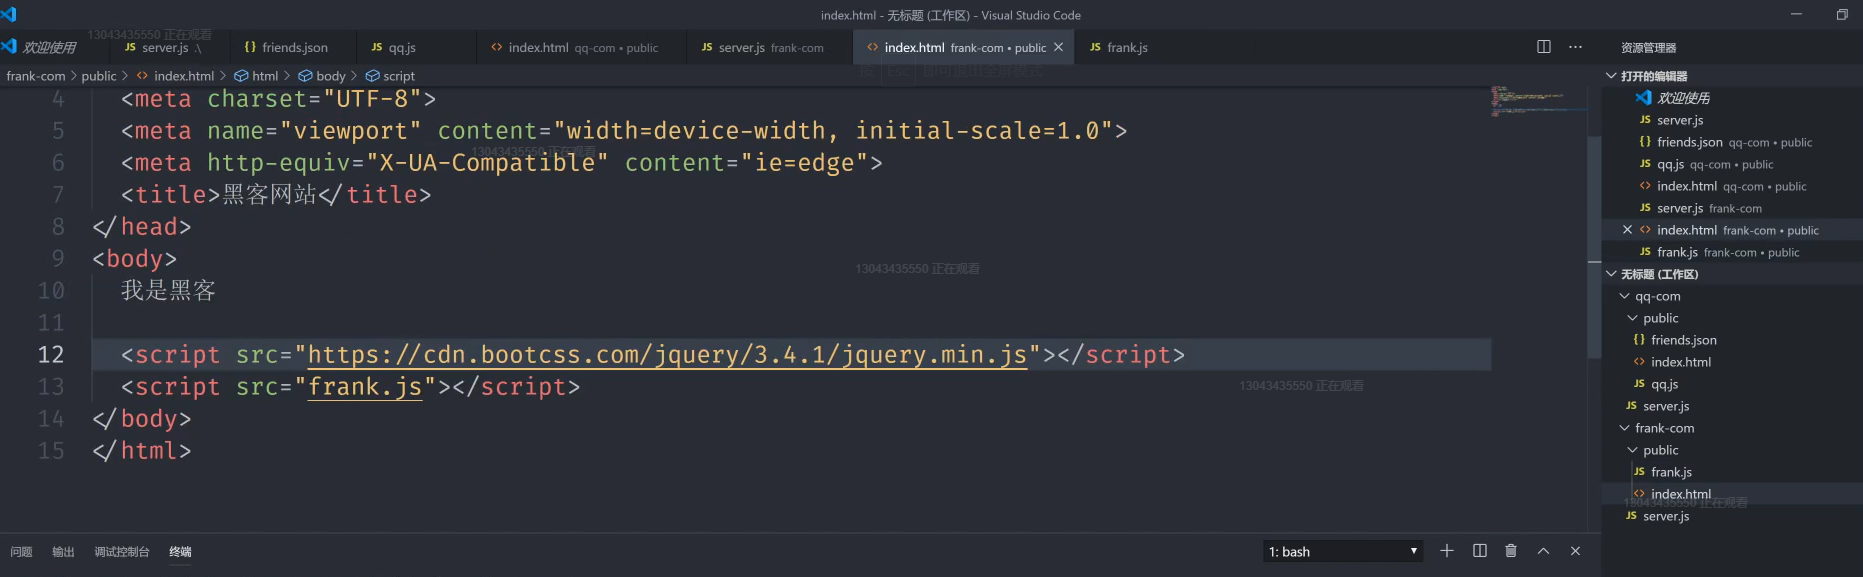 index.html - 无标题 (工作区) - Visual Studio Code
13043435550 正在观看
欢迎使用
JS server.js .\
{} friends.json
JS qq.js
<> index.html qq-com • public
JS server.js frank-com
<> index.html frank-com • public ×
JS frank.js
frank-com > public > <> index.html > html > body > script
4 <meta charset="UTF-8">
5 <meta name="viewport" content="width=device-width, initial-scale=1.0">
13043435550 正在观看
6 <meta http-equiv="X-UA-Compatible" content="ie=edge">
7 <title>黑客网站</title>
8 </head>
9 <body>
13043435550 正在观看
10 我是黑客
11
12 <script src="https://cdn.bootcss.com/jquery/3.4.1/jquery.min.js"></script>
13 <script src="frank.js"></script>
13043435550 正在观看
14 </body>
15 </html>
问题 输出 调试控制台 终端
1: bash
资源管理器
打开的编辑器
欢迎使用
JS server.js
{} friends.json qq-com • public
JS qq.js qq-com • public
<> index.html qq-com • public
JS server.js frank-com
× <> index.html frank-com • public
JS frank.js frank-com • public
无标题 (工作区)
qq-com
public
{} friends.json
<> index.html
JS qq.js
JS server.js
frank-com
public
JS frank.js
<> index.html
13043435550 正在观看
JS server.js